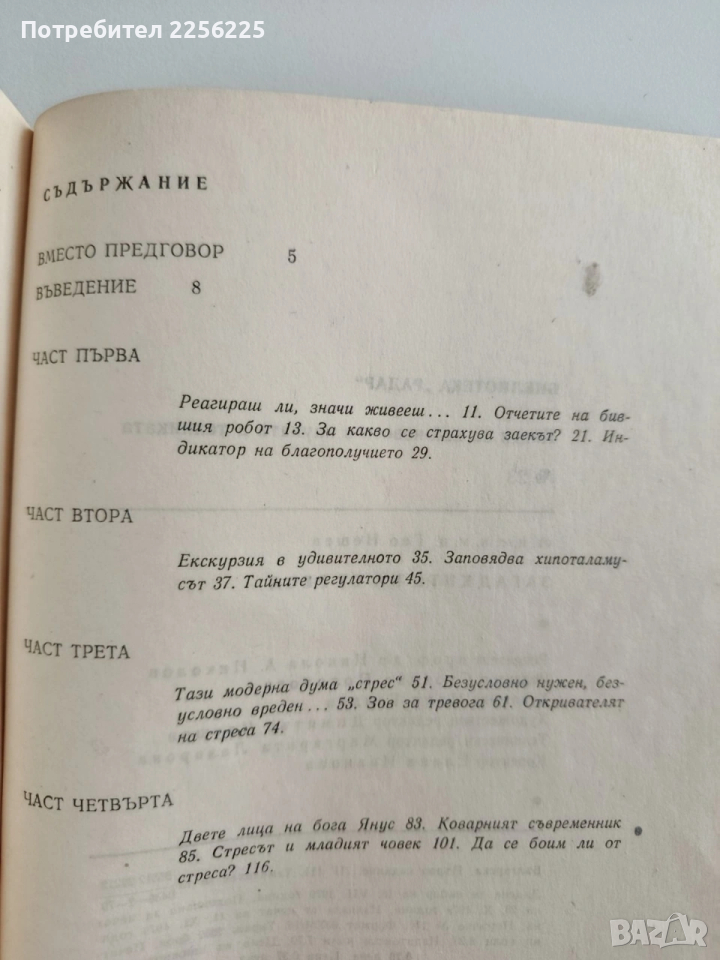 Потребител 2256225
СЪДЪРЖАНИЕ
ВМЕСТО ПРЕДГОВОР 5
ВЪВЕДЕНИЕ 8
ЧАСТ ПЪРВА
Реагираш ли, значи живееш... 11. Отчетите на бив-
шия робот 13. За какво се страхува заекът? 21. Ин-
дикатор на благополучието 29.
ЧАСТ ВТОРА
Екскурзия в удивителното 35. Заповядва хипоталаму-
сът 37. Тайните регулатори 45.
ЧАСТ ТРЕТА
Тази модерна дума „стрес“ 51. Безусловно нужен, без-
условно вреден... 53. Зов за тревога 61. Откривателят
на стреса 74.
ЧАСТ ЧЕТВЪРТА
Двете лица на бога Янус 83. Коварният съвременник
85. Стресът и младият човек 101. Да се боим ли от
стреса? 116.
BAZAR